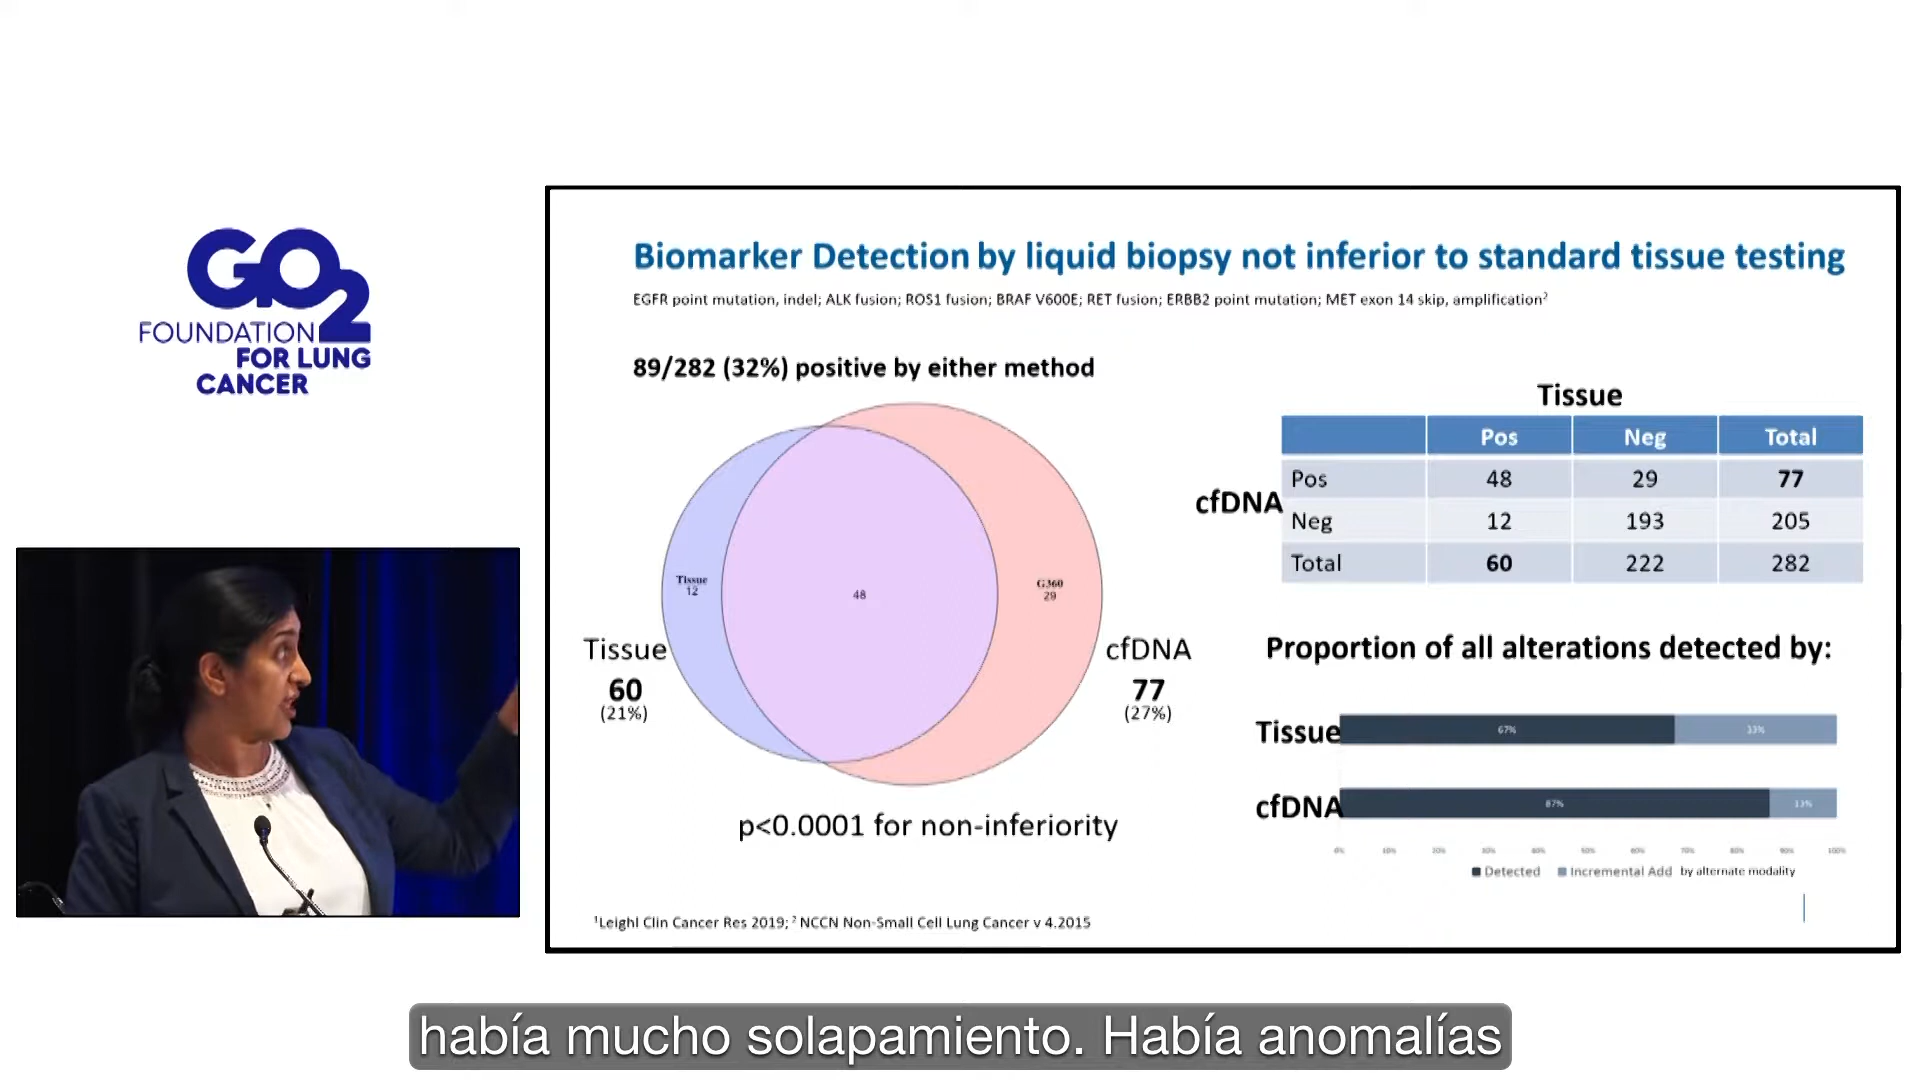 GO2
FOUNDATION
FOR LUNG
CANCER
Biomarker Detection by liquid biopsy not inferior to standard tissue testing
EGFR point mutation, indel; ALK fusion; ROS1 fusion; BRAF V600E; RET fusion; ERBB2 point mutation; MET exon 14 skip, amplification2
89/282 (32%) positive by either method
Tissue
12
48
G360
29
Tissue
60
(21%)
cfDNA
77
(27%)
p<0.0001 for non-inferiority
Tissue
Pos Neg Total
cfDNA
Pos 48 29 77
Neg 12 193 205
Total 60 222 282
Proportion of all alterations detected by:
Tissue 67% 33%
cfDNA 87% 13%
0% 10% 20% 30% 40% 50% 60% 70% 80% 90% 100%
Detected Incremental Add by alternate modality
1Leighl Clin Cancer Res 2019; 2 NCCN Non-Small Cell Lung Cancer v 4.2015
había mucho solapamiento. Había anomalías